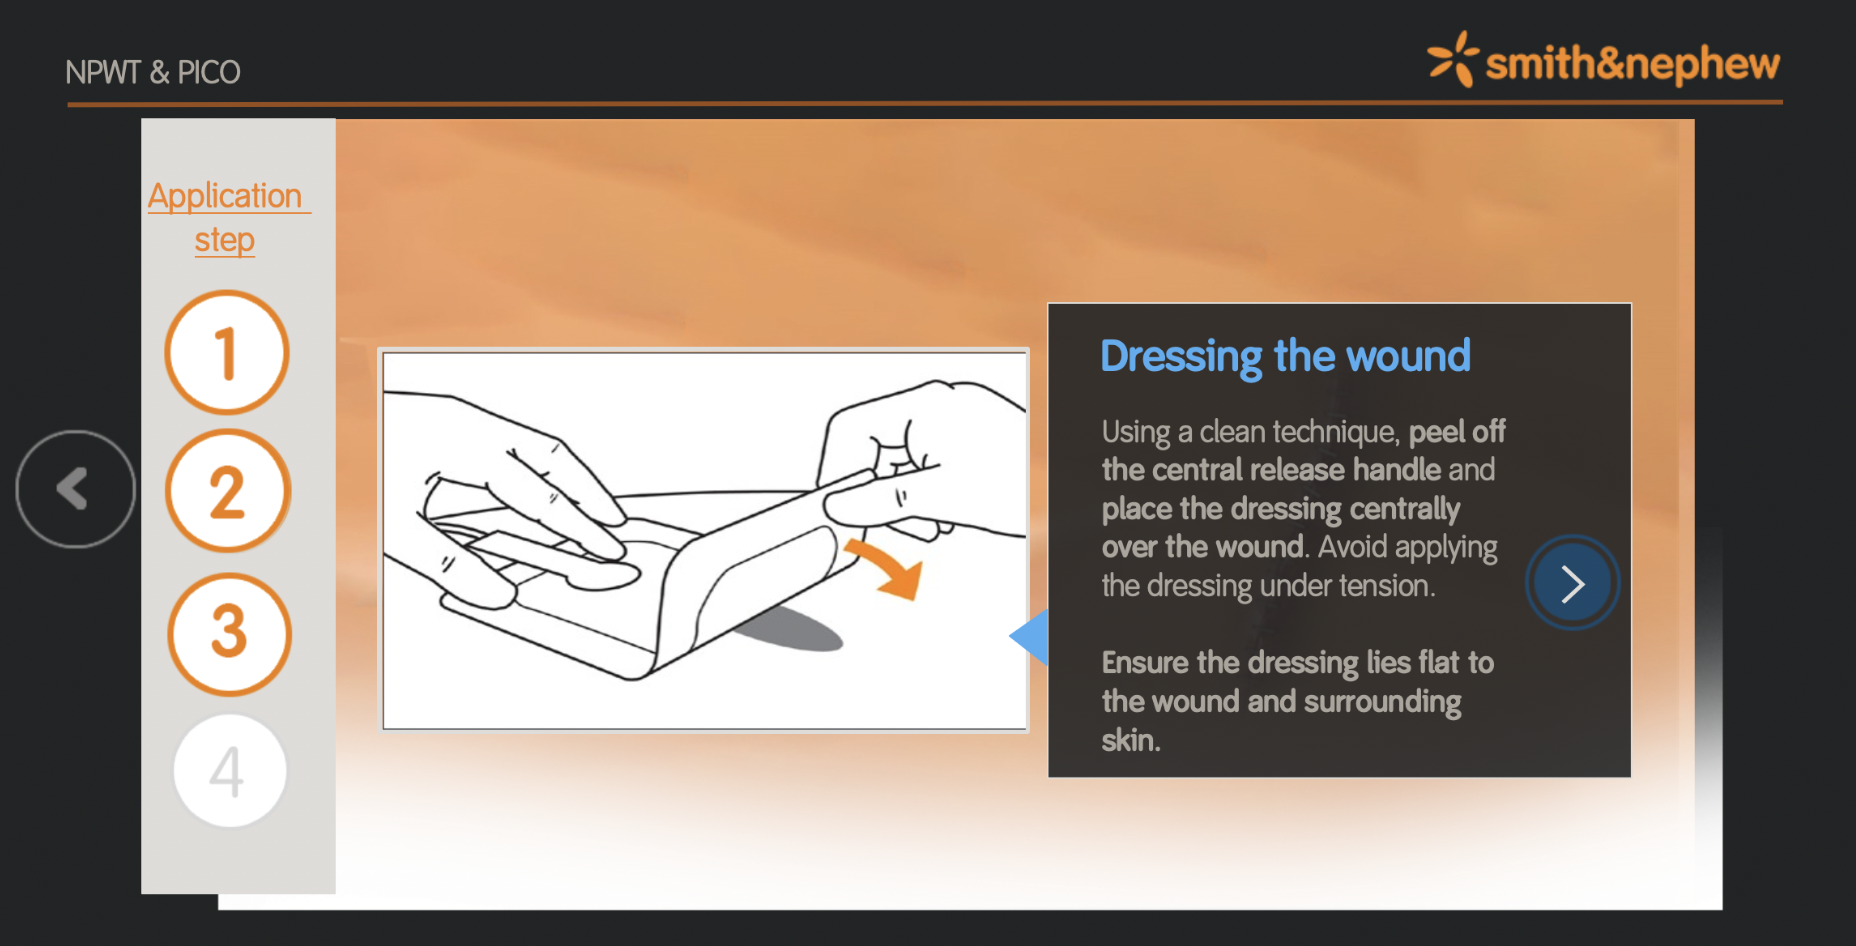 NPWT & PICO
smith&nephew
Application
step
1
2
3
4
Dressing the wound
Using a clean technique, peel off
the central release handle and
place the dressing centrally
over the wound. Avoid applying
the dressing under tension.
Ensure the dressing lies flat to
the wound and surrounding
skin.